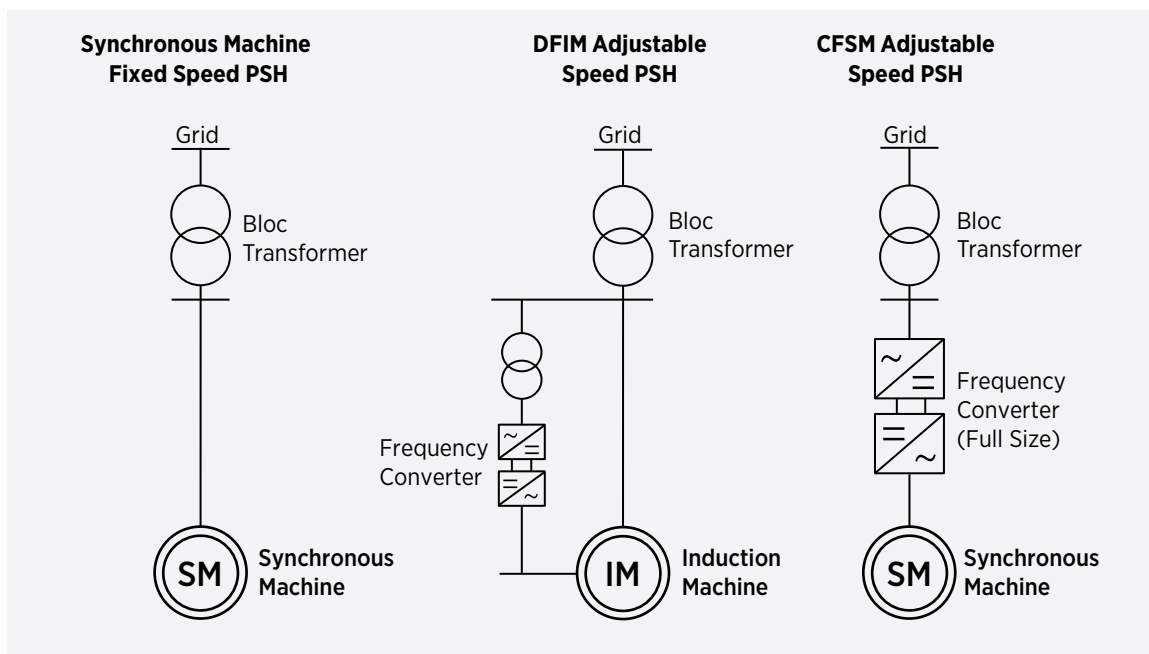 Synchronous Machine
Fixed Speed PSH
DFIM Adjustable
Speed PSH
CFSM Adjustable
Speed PSH
Grid
Grid
Grid
Bloc
Transformer
Bloc
Transformer
Bloc
Transformer
Frequency
Converter
Frequency
Converter
(Full Size)
SM
Synchronous
Machine
IM
Induction
Machine
SM
Synchronous
Machine